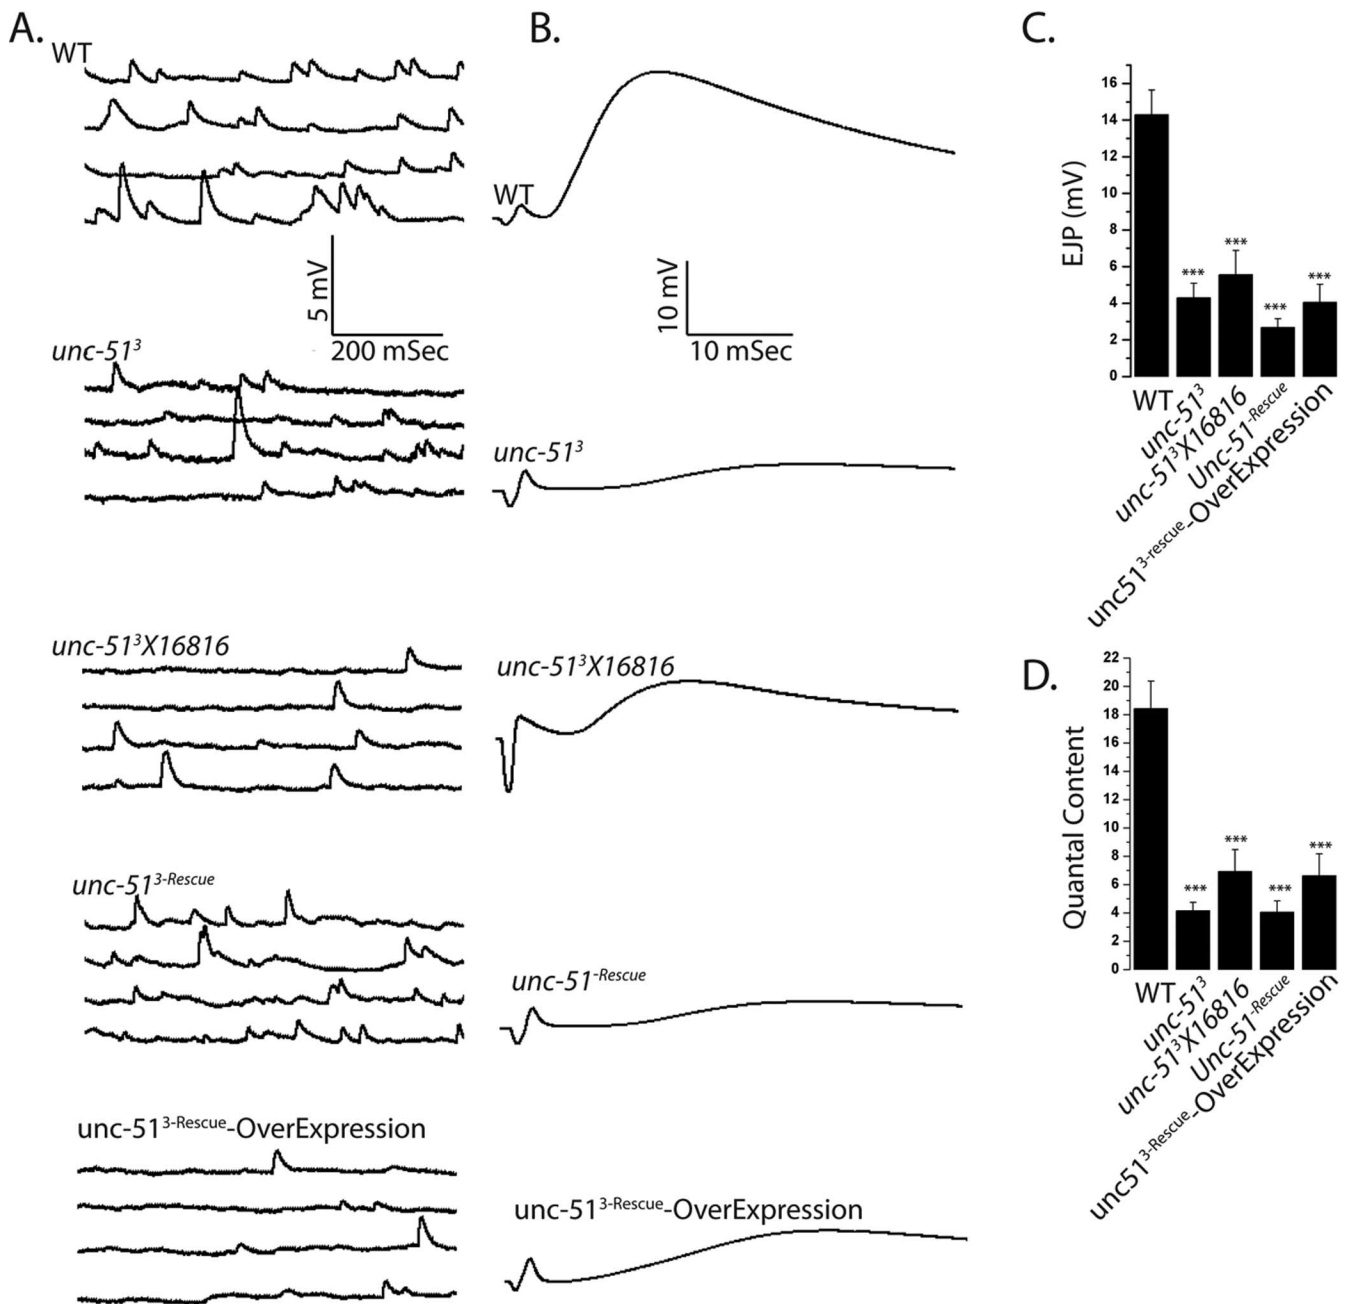 A.
WT
5 mV
200 mSec
unc-51³
unc-51³X16816
unc-51³⁻ᴿᵉˢᶜᵘᵉ
unc-51³⁻ᴿᵉˢᶜᵘᵉ-OverExpression
B.
WT
10 mV
10 mSec
unc-51³
unc-51³X16816
unc-51⁻ᴿᵉˢᶜᵘᵉ
unc-51³⁻ᴿᵉˢᶜᵘᵉ-OverExpression
C.
EJP (mV)
16
14
12
10
8
6
4
2
0
***
***
***
***
WT
unc-51³
unc-51³X16816
Unc-51⁻ᴿᵉˢᶜᵘᵉ
unc51³⁻ʳᵉˢᶜᵘᵉ-OverExpression
D.
Quantal Content
22
20
18
16
14
12
10
8
6
4
2
0
***
***
***
***
WT
unc-51³
unc-51³X16816
Unc-51⁻ᴿᵉˢᶜᵘᵉ
unc51³⁻ᴿᵉˢᶜᵘᵉ-OverExpression